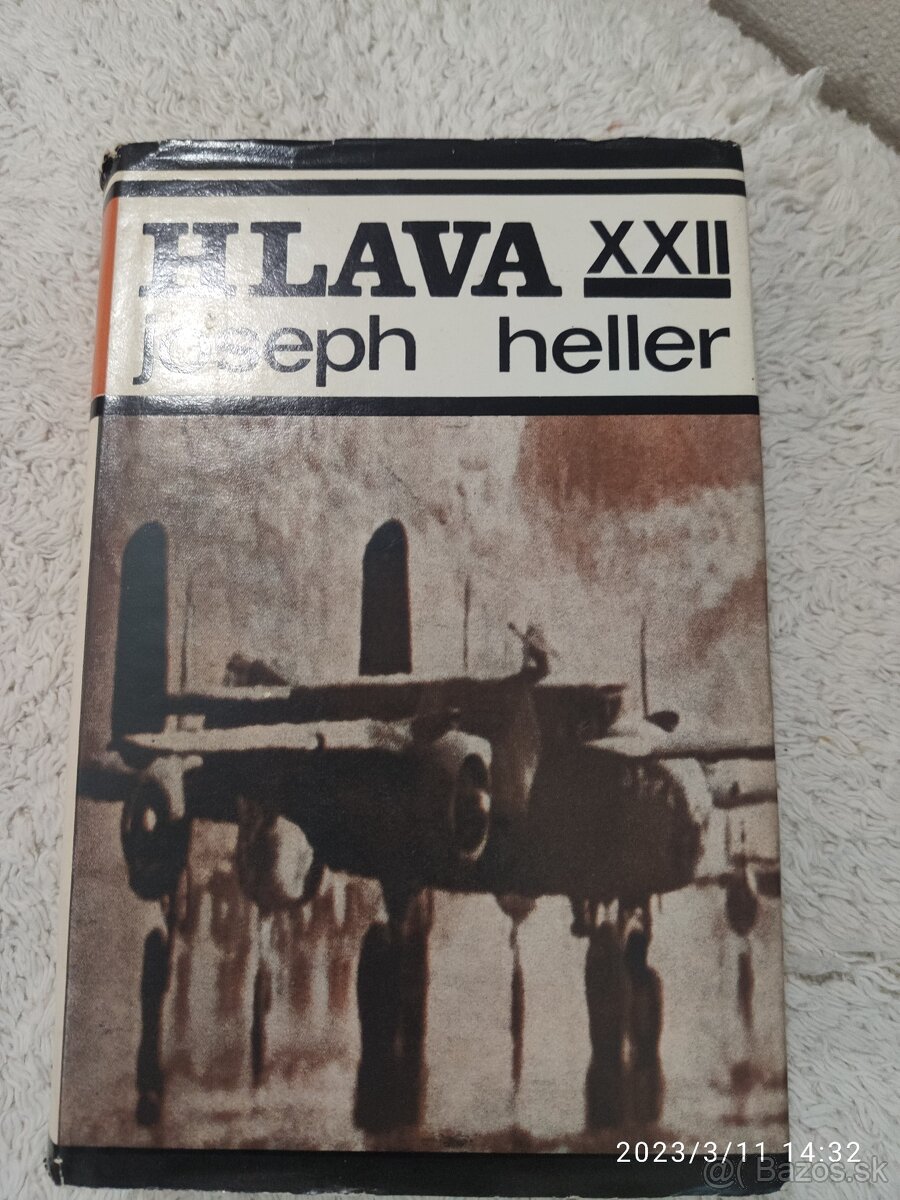 HLAVA XXII
joseph heller
2023/3/11 14:32
@( Bazos.sk